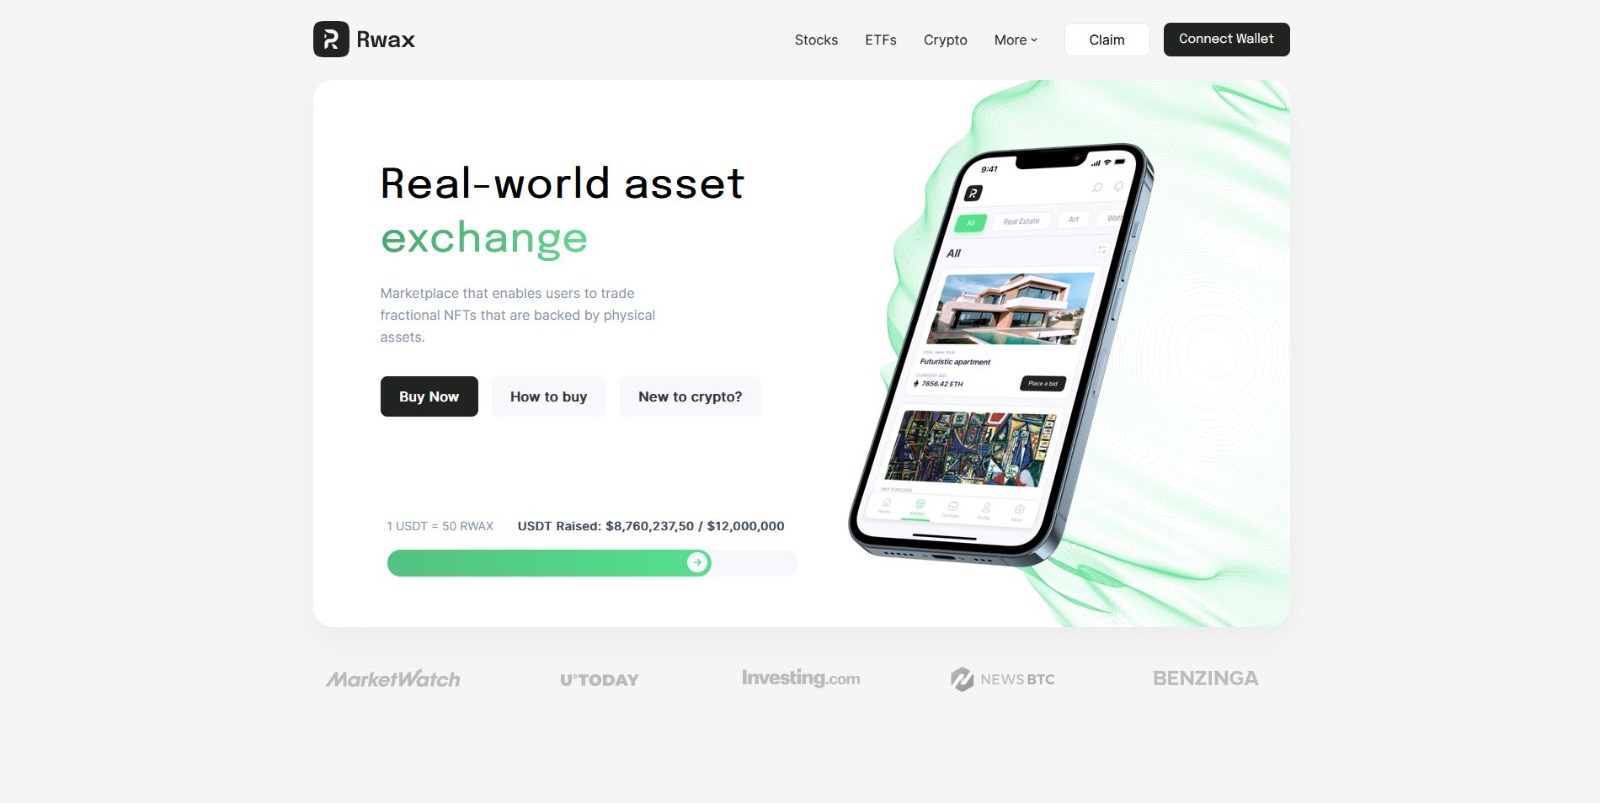 Rwax
Stocks
ETFs
Crypto
More
Claim
Connect Wallet
Real-world asset
exchange
Marketplace that enables users to trade
fractional NFTs that are backed by physical
assets.
Buy Now
How to buy
New to crypto?
1 USDT = 50 RWAX
USDT Raised: $8,760,237,50 / $12,000,000
9:41
All
Real Estate
Art
All
Futuristic apartment
CURRENT BID
7856.42 ETH
Place a bid
MarketWatch
U°TODAY
Investing.com
NEWSBTC
BENZINGA